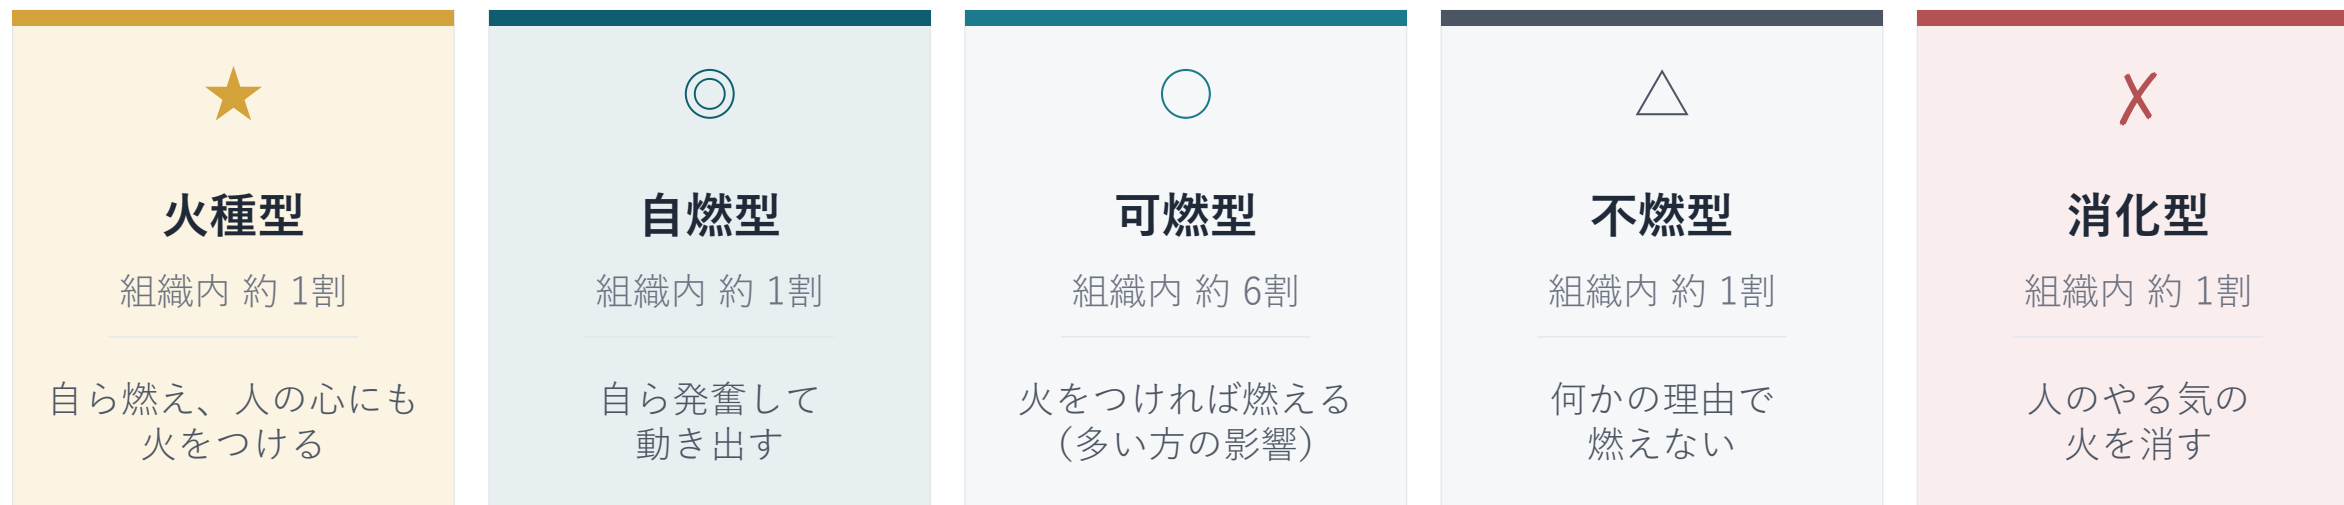 ★
火種型
組織内 約 1割
自ら燃え、人の心にも
火をつける
◎
自燃型
組織内 約 1割
自ら発奮して
動き出す
○
可燃型
組織内 約 6割
火をつければ燃える
（多い方の影響）
△
不燃型
組織内 約 1割
何かの理由で
燃えない
✗
消化型
組織内 約 1割
人のやる気の
火を消す